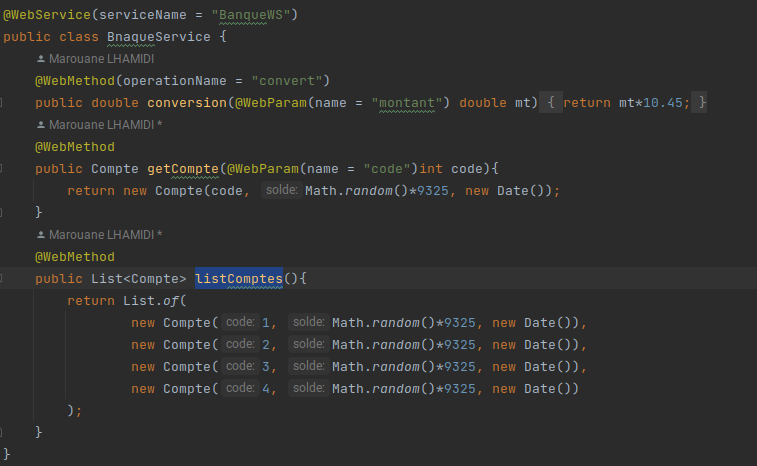 @WebService(serviceName = "BanqueWS")
public class BnaqueService {
Marouane LHAMIDI
@WebMethod(operationName = "convert")
public double conversion(@WebParam(name = "montant") double mt) { return mt*10.45; }
Marouane LHAMIDI *
@WebMethod
public Compte getCompte(@WebParam(name = "code")int code){
return new Compte(code, solde: Math.random()*9325, new Date());
}
Marouane LHAMIDI *
@WebMethod
public List<Compte> listComptes(){
return List.of(
new Compte( code: 1, solde: Math.random()*9325, new Date()),
new Compte( code: 2, solde: Math.random()*9325, new Date()),
new Compte( code: 3, solde: Math.random()*9325, new Date()),
new Compte( code: 4, solde: Math.random()*9325, new Date())
);
}
}